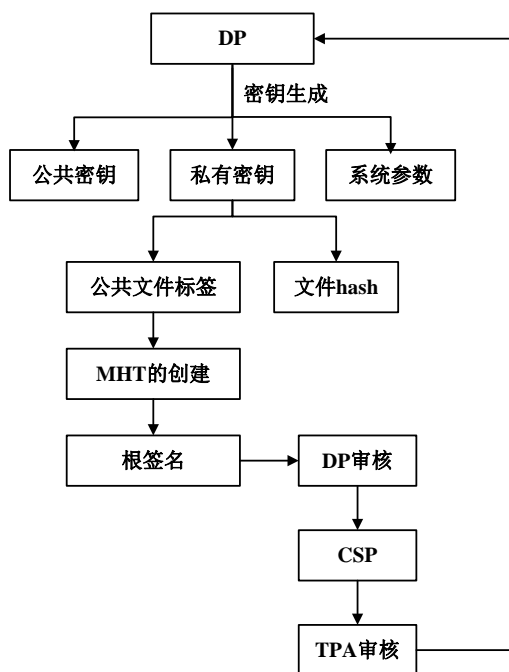 DP
密钥生成
公共密钥
私有密钥
系统参数
公共文件标签
文件hash
MHT的创建
根签名
DP审核
CSP
TPA审核